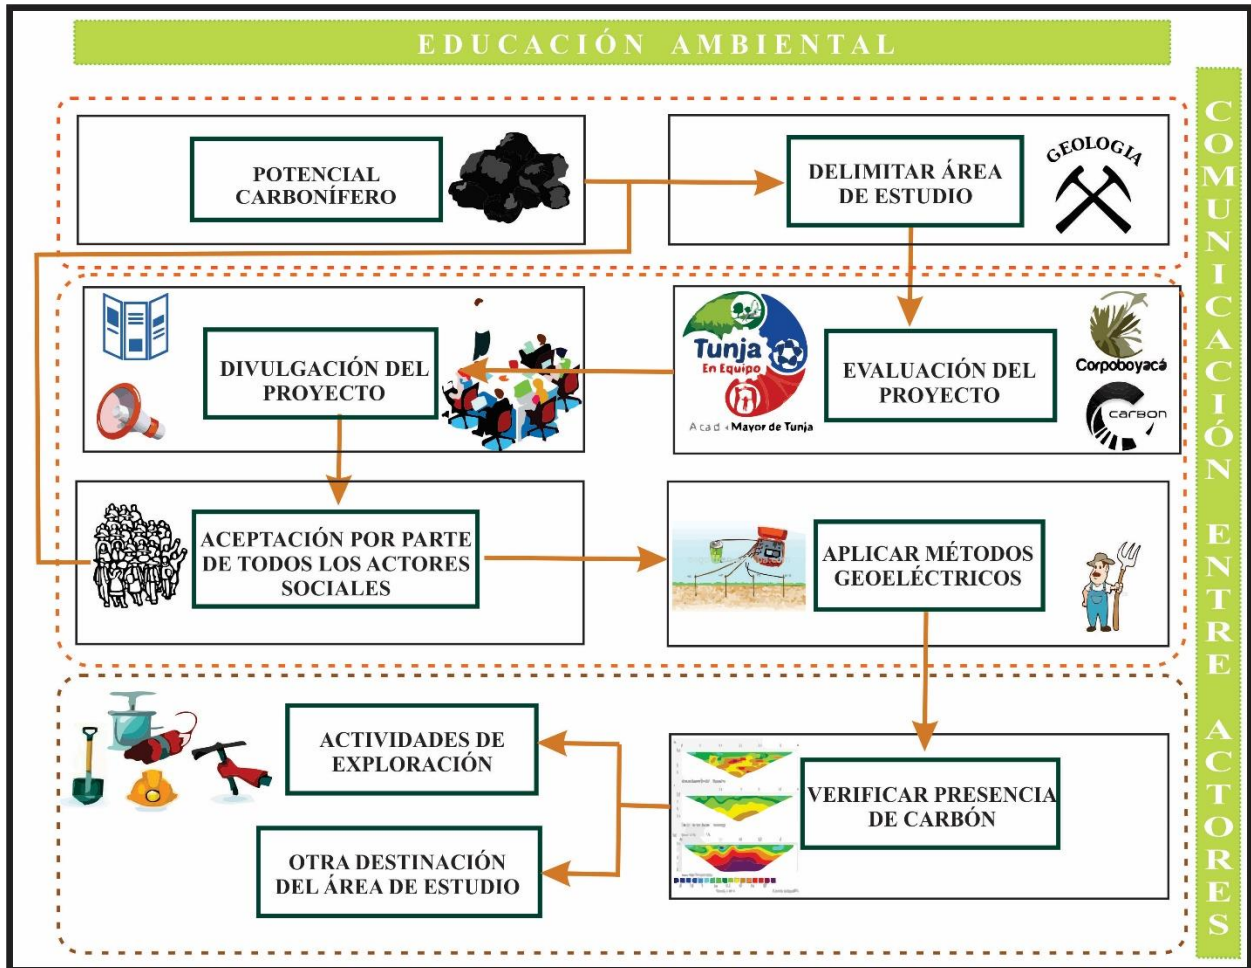 EDUCACIÓN AMBIENTAL
COMUNICACIÓN ENTRE ACTORES
POTENCIAL
CARBONÍFERO
DELIMITAR ÁREA
DE ESTUDIO
GEOLOGIA
DIVULGACIÓN DEL
PROYECTO
Tunja
En Equipo
Mayor de Tunja
EVALUACIÓN DEL
PROYECTO
Corpoboyacá
CARBON
ACEPTACIÓN POR PARTE
DE TODOS LOS ACTORES
SOCIALES
APLICAR MÉTODOS
GEOELÉCTRICOS
ACTIVIDADES DE
EXPLORACIÓN
VERIFICAR PRESENCIA
DE CARBÓN
OTRA DESTINACIÓN
DEL ÁREA DE ESTUDIO